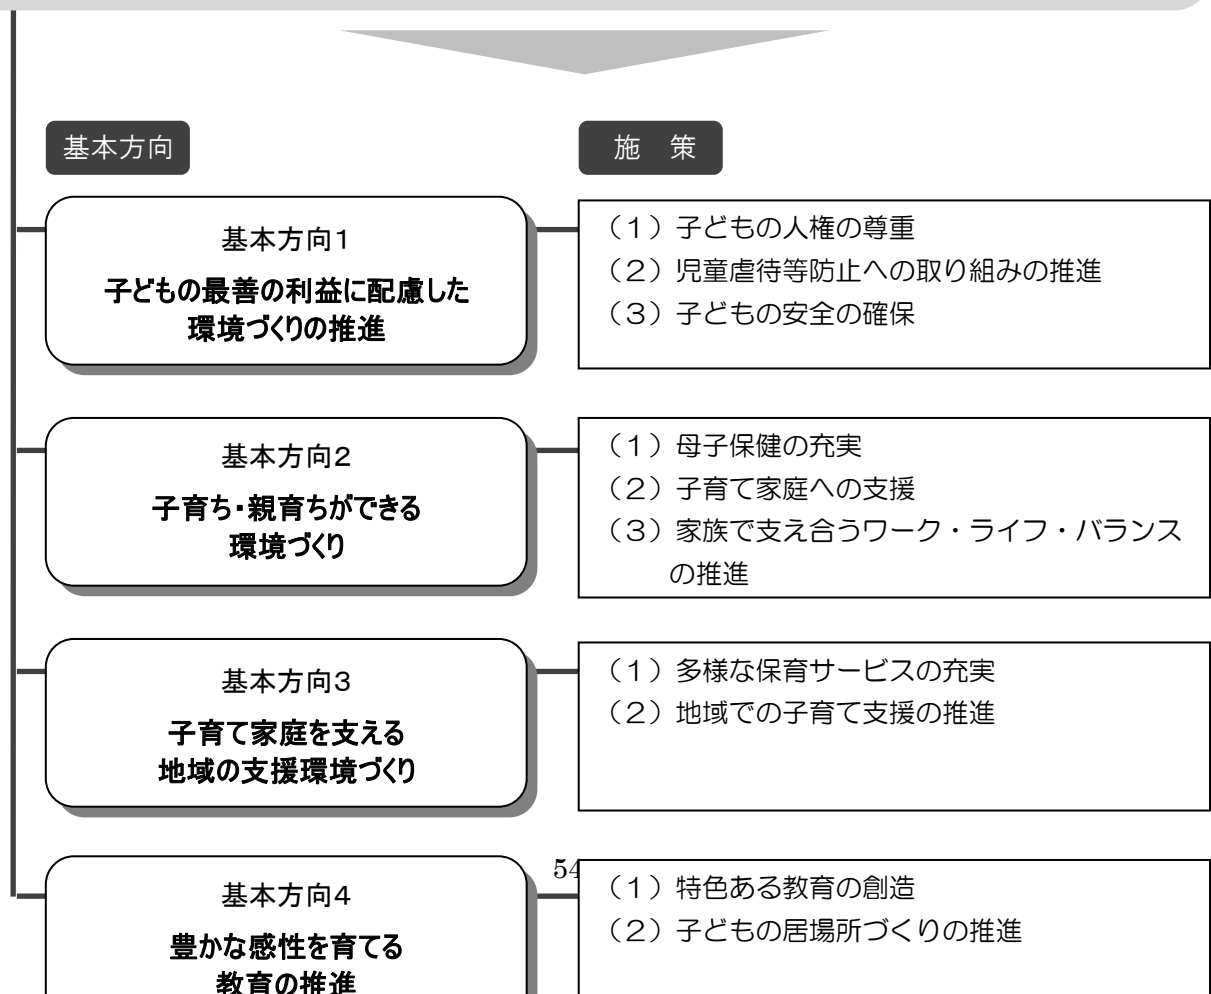 基本方向
施　策
基本方向１
子どもの最善の利益に配慮した
環境づくりの推進
（１）子どもの人権の尊重
（２）児童虐待等防止への取り組みの推進
（３）子どもの安全の確保
基本方向２
子育ち・親育ちができる
環境づくり
（１）母子保健の充実
（２）子育て家庭への支援
（３）家族で支え合うワーク・ライフ・バランス
の推進
基本方向３
子育て家庭を支える
地域の支援環境づくり
（１）多様な保育サービスの充実
（２）地域での子育て支援の推進
54
基本方向４
豊かな感性を育てる
教育の推進
（１）特色ある教育の創造
（２）子どもの居場所づくりの推進